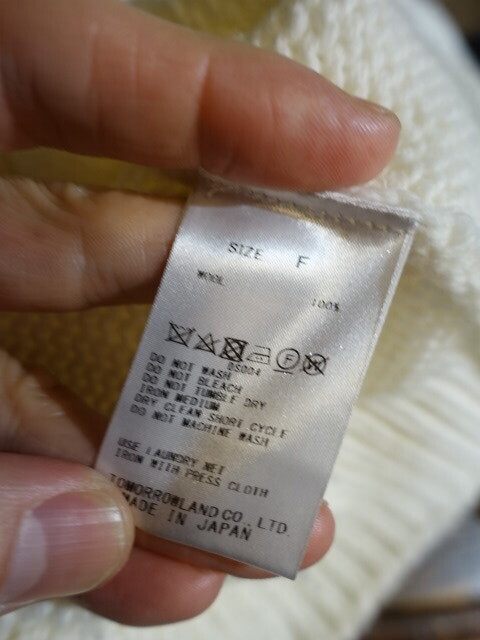 SIZE F
WOOL 100%
F
DS004
DO NOT WASH
DO NOT BLEACH
DO NOT TUMBLE DRY
IRON MEDIUM
DRY CLEAN SHORT CYCLE
DO NOT MACHINE WASH
USE LAUNDRY NET
IRON WITH PRESS CLOTH
TOMORROWLAND CO., LTD.
MADE IN JAPAN